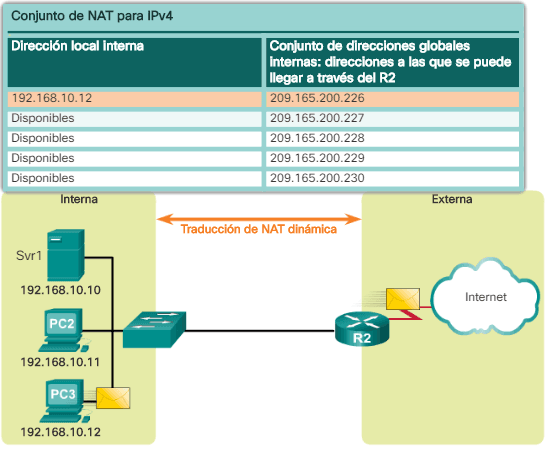 Conjunto de NAT para IPv4
Dirección local interna
Conjunto de direcciones globales
internas: direcciones a las que se puede
llegar a través del R2
192.168.10.12 209.165.200.226
Disponibles 209.165.200.227
Disponibles 209.165.200.228
Disponibles 209.165.200.229
Disponibles 209.165.200.230
Interna
Externa
Traducción de NAT dinámica
Svr1
192.168.10.10
PC2
192.168.10.11
PC3
192.168.10.12
R2
Internet